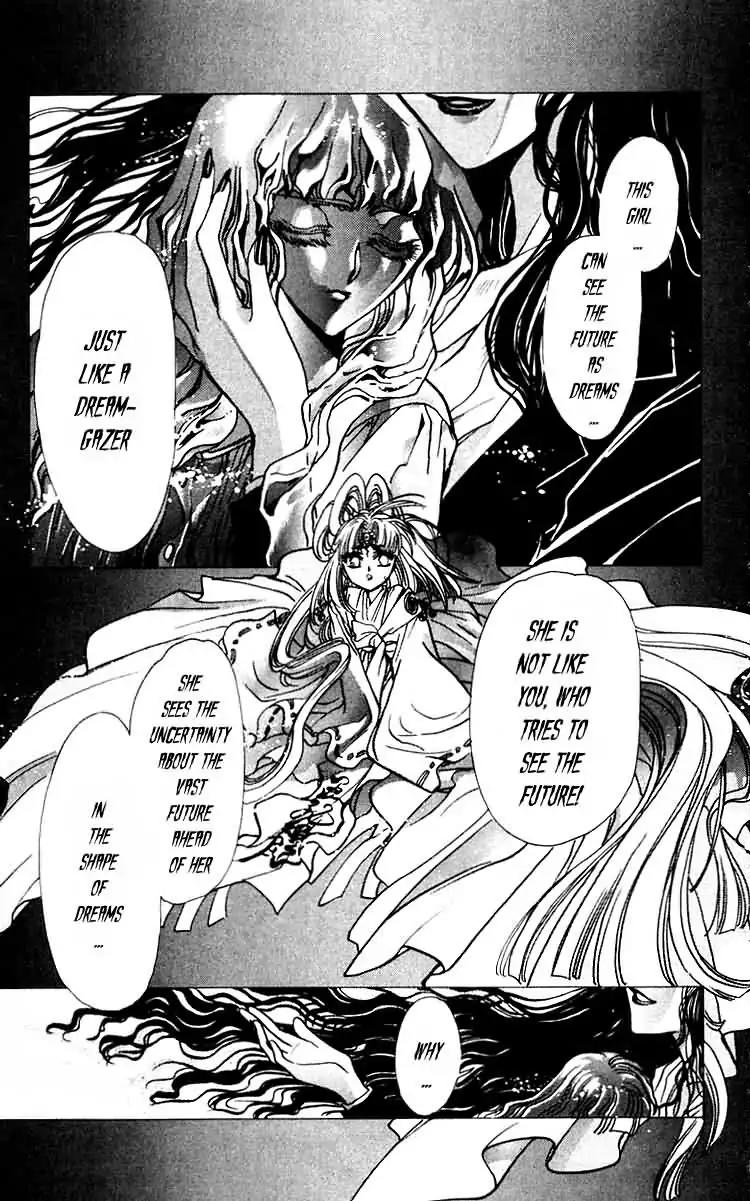 THIS
GIRL
...
CAN
SEE
THE
FUTURE
AS
DREAMS
...
JUST
LIKE A
DREAM-
GAZER
SHE IS
NOT LIKE
YOU, WHO
TRIES TO
SEE THE
FUTURE!
SHE
SEES THE
UNCERTAINTY
ABOUT THE
VAST
FUTURE
AHEAD
OF HER
IN
THE
SHAPE
OF
DREAMS
...
WHY
...